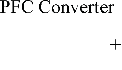 PFC Converter
+